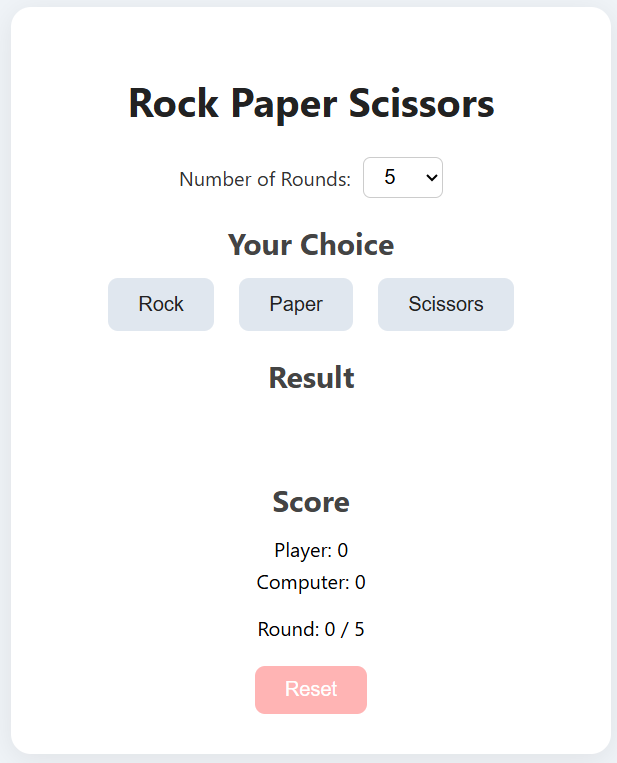 Rock Paper Scissors
Number of Rounds: 5
Your Choice
Rock Paper Scissors
Result
Score
Player: 0
Computer: 0
Round: 0 / 5
Reset